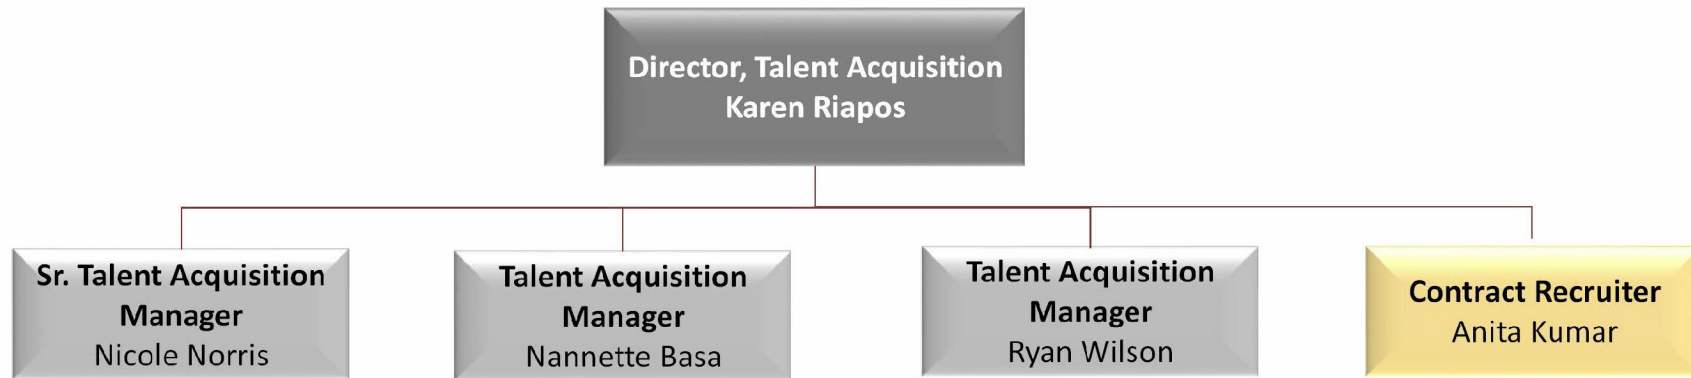 Director, Talent Acquisition
Karen Riapos
Sr. Talent Acquisition
Manager
Nicole Norris
Talent Acquisition
Manager
Nannette Basa
Talent Acquisition
Manager
Ryan Wilson
Contract Recruiter
Anita Kumar